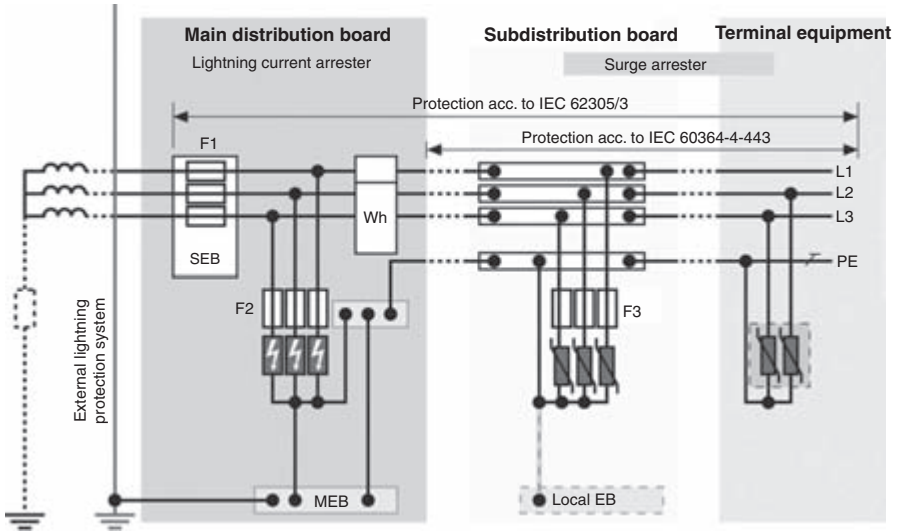 Main distribution board
Subdistribution board
Terminal equipment
Lightning current arrester
Surge arrester
Protection acc. to IEC 62305/3
Protection acc. to IEC 60364-4-443
F1
L1
L2
L3
Wh
SEB
PE
F2
F3
External lightning
protection system
MEB
Local EB